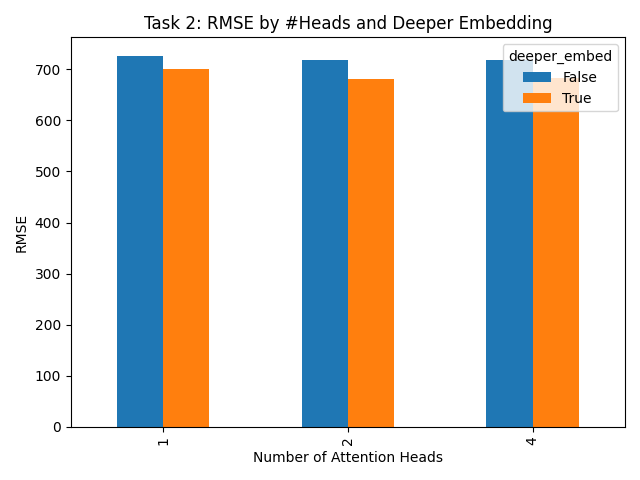 Task 2: RMSE by #Heads and Deeper Embedding
deeper_embed
False
True
700
600
500
400
300
200
100
0
RMSE
1
2
4
Number of Attention Heads